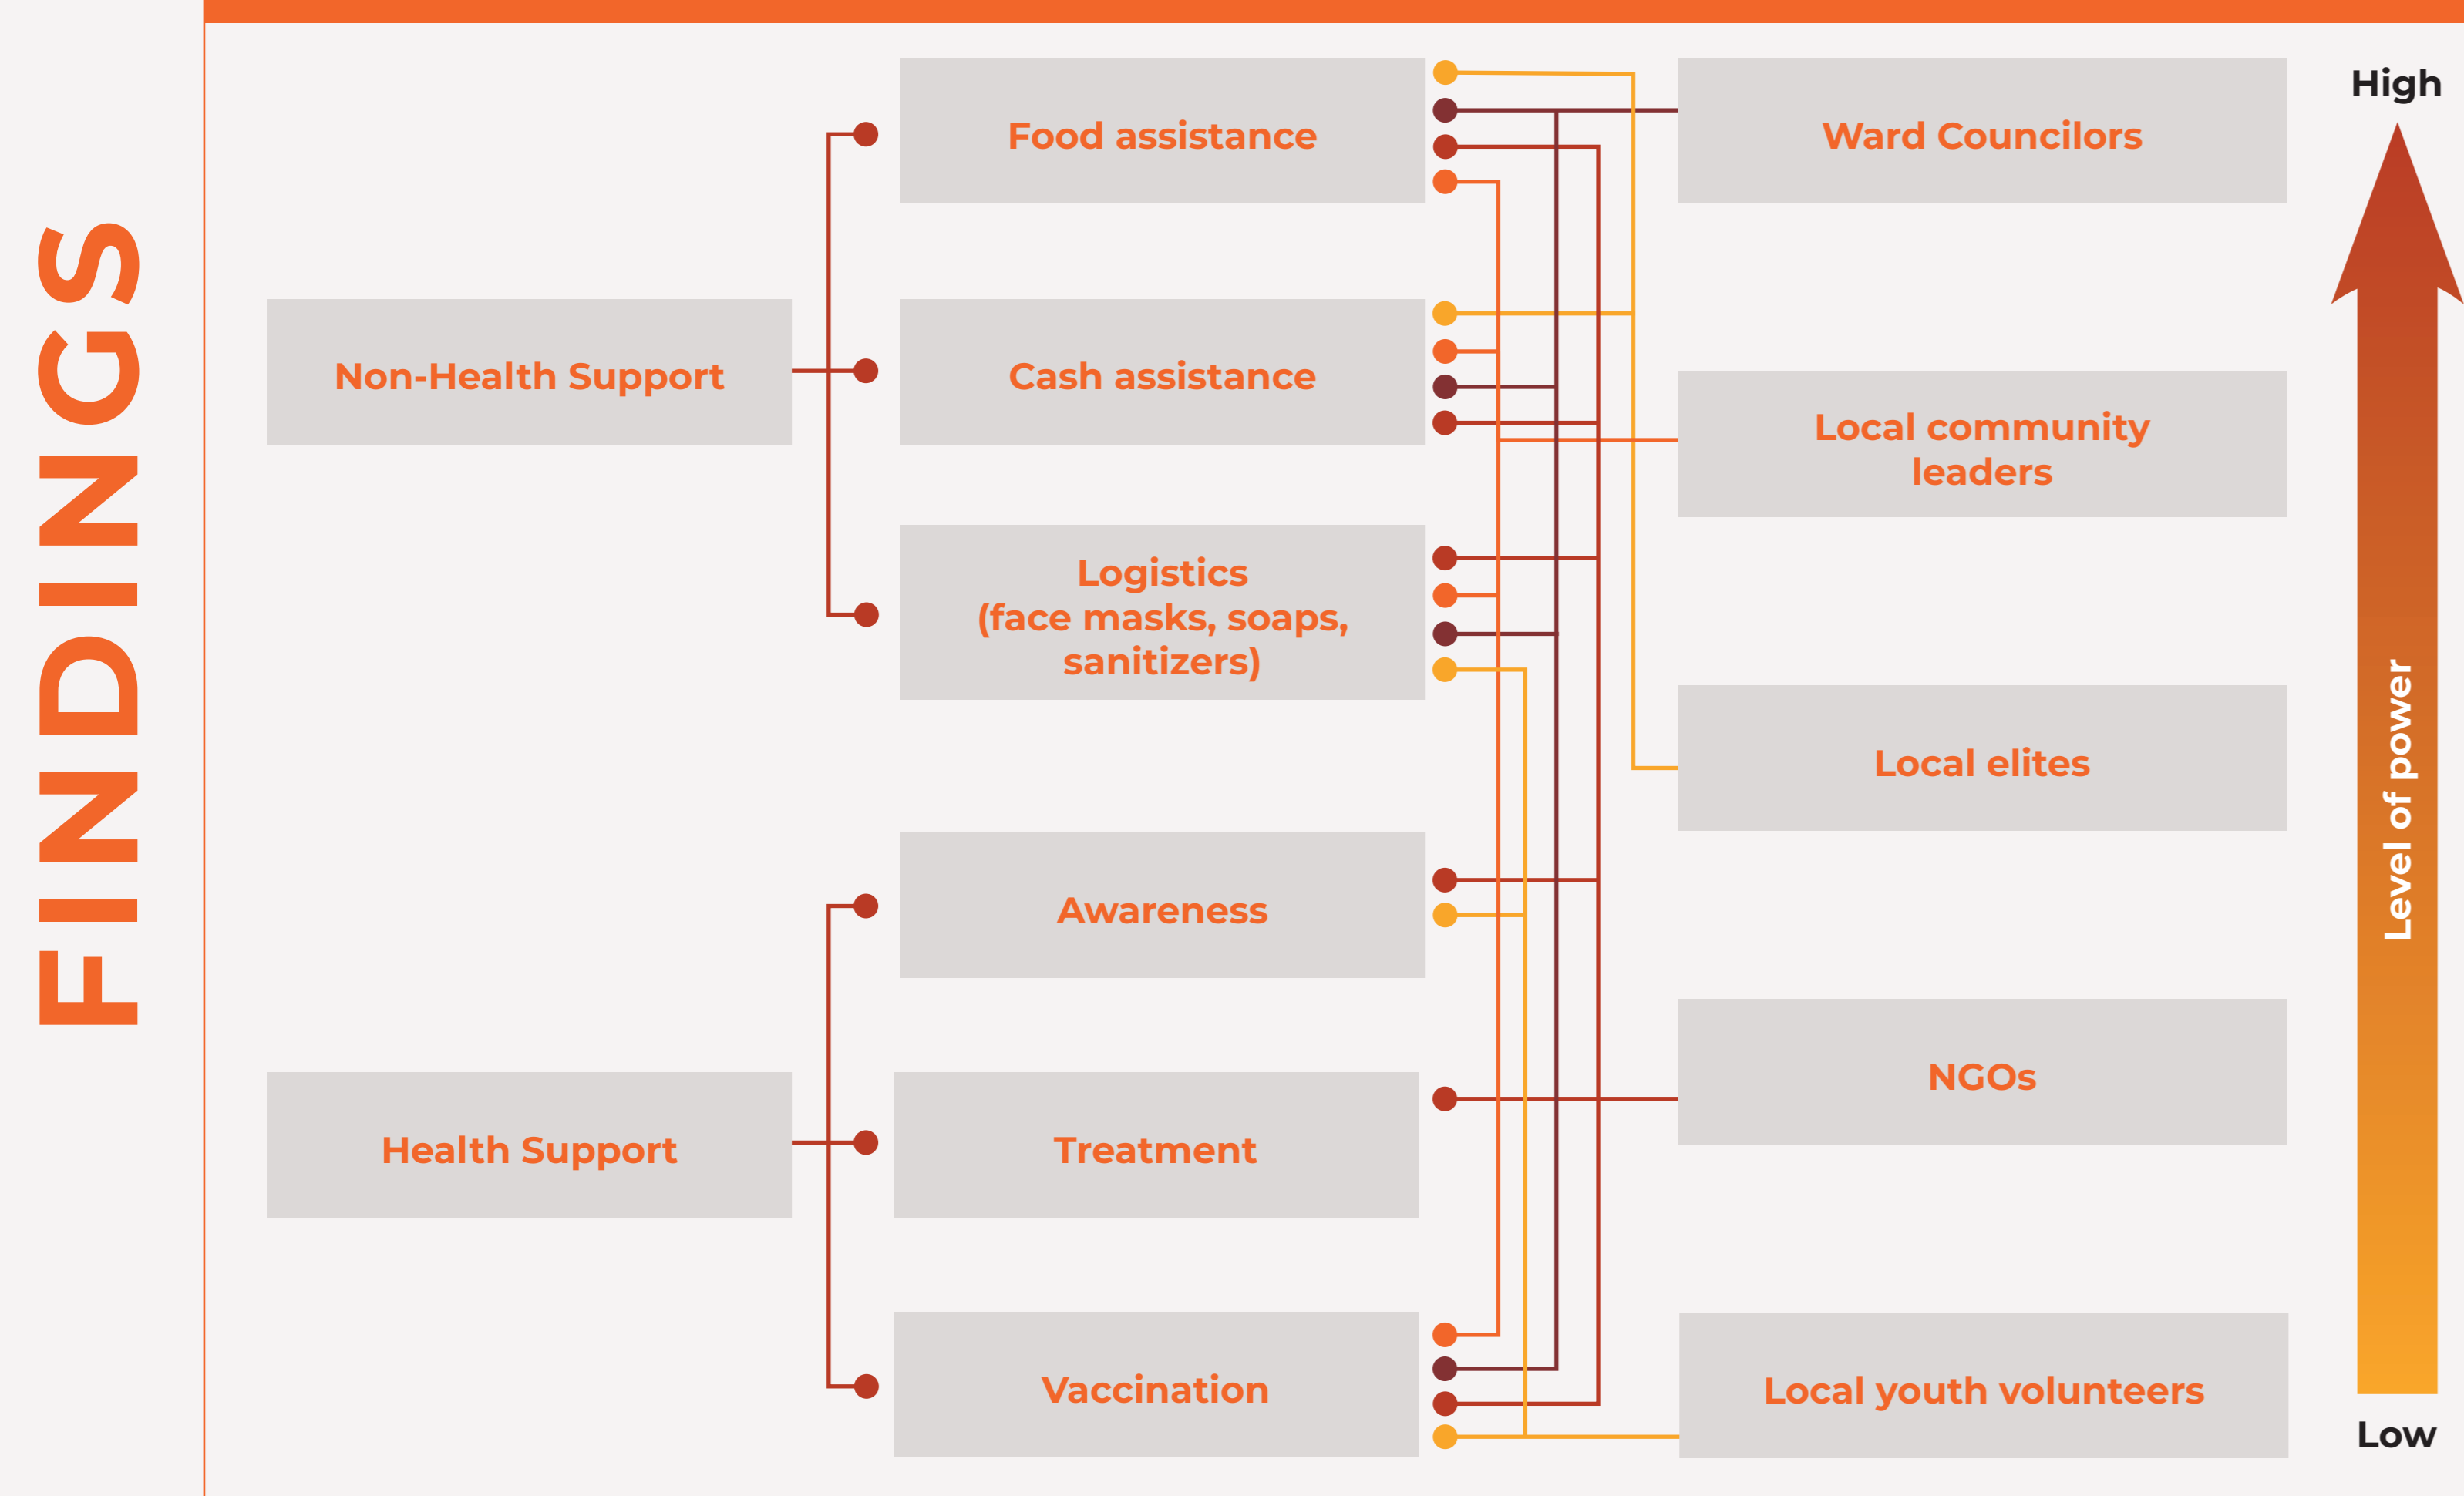 FINDINGS
Non-Health Support
Health Support
Food assistance
Cash assistance
Logistics
(face masks, soaps,
sanitizers)
Awareness
Treatment
Vaccination
Ward Councilors
Local community
leaders
Local elites
NGOs
Local youth volunteers
High
Level of power
Low